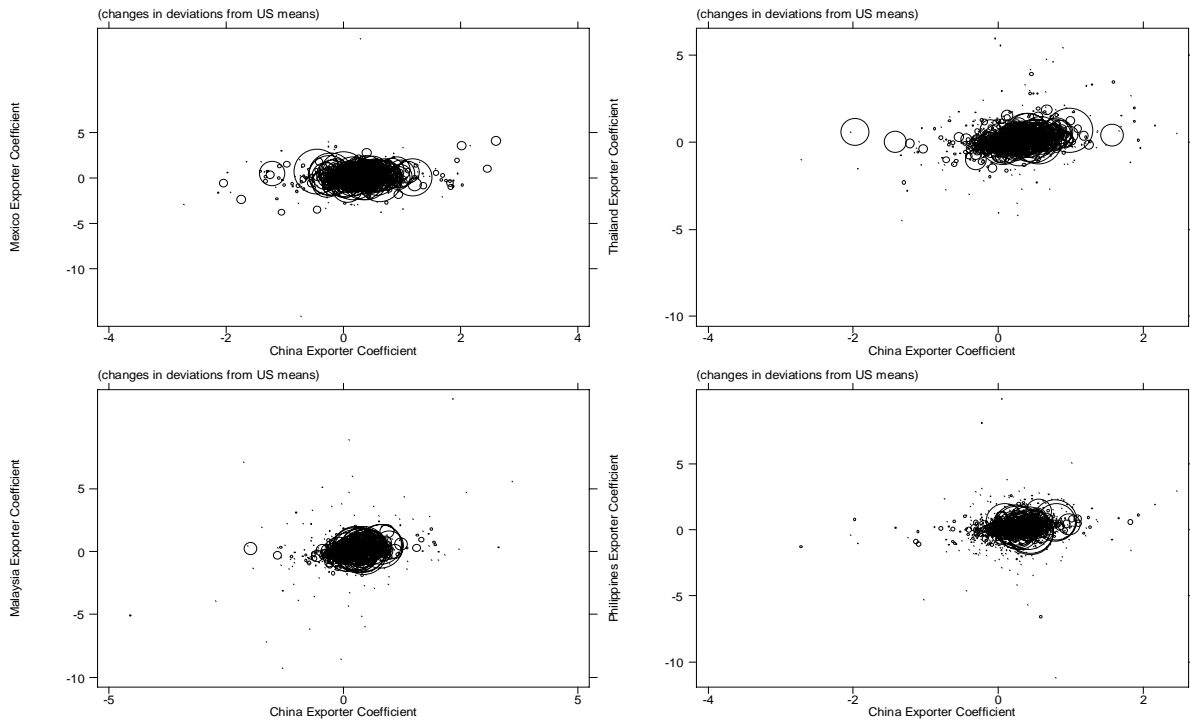 (changes in deviations from US means)
Mexico Exporter Coefficient
5
0
-5
-10
-4
-2
0
2
4
China Exporter Coefficient
(changes in deviations from US means)
Thailand Exporter Coefficient
5
0
-5
-10
-4
-2
0
2
China Exporter Coefficient
(changes in deviations from US means)
Malaysia Exporter Coefficient
5
0
-5
-10
-5
0
5
China Exporter Coefficient
(changes in deviations from US means)
Philippines Exporter Coefficient
5
0
-5
-10
-4
-2
0
2
China Exporter Coefficient